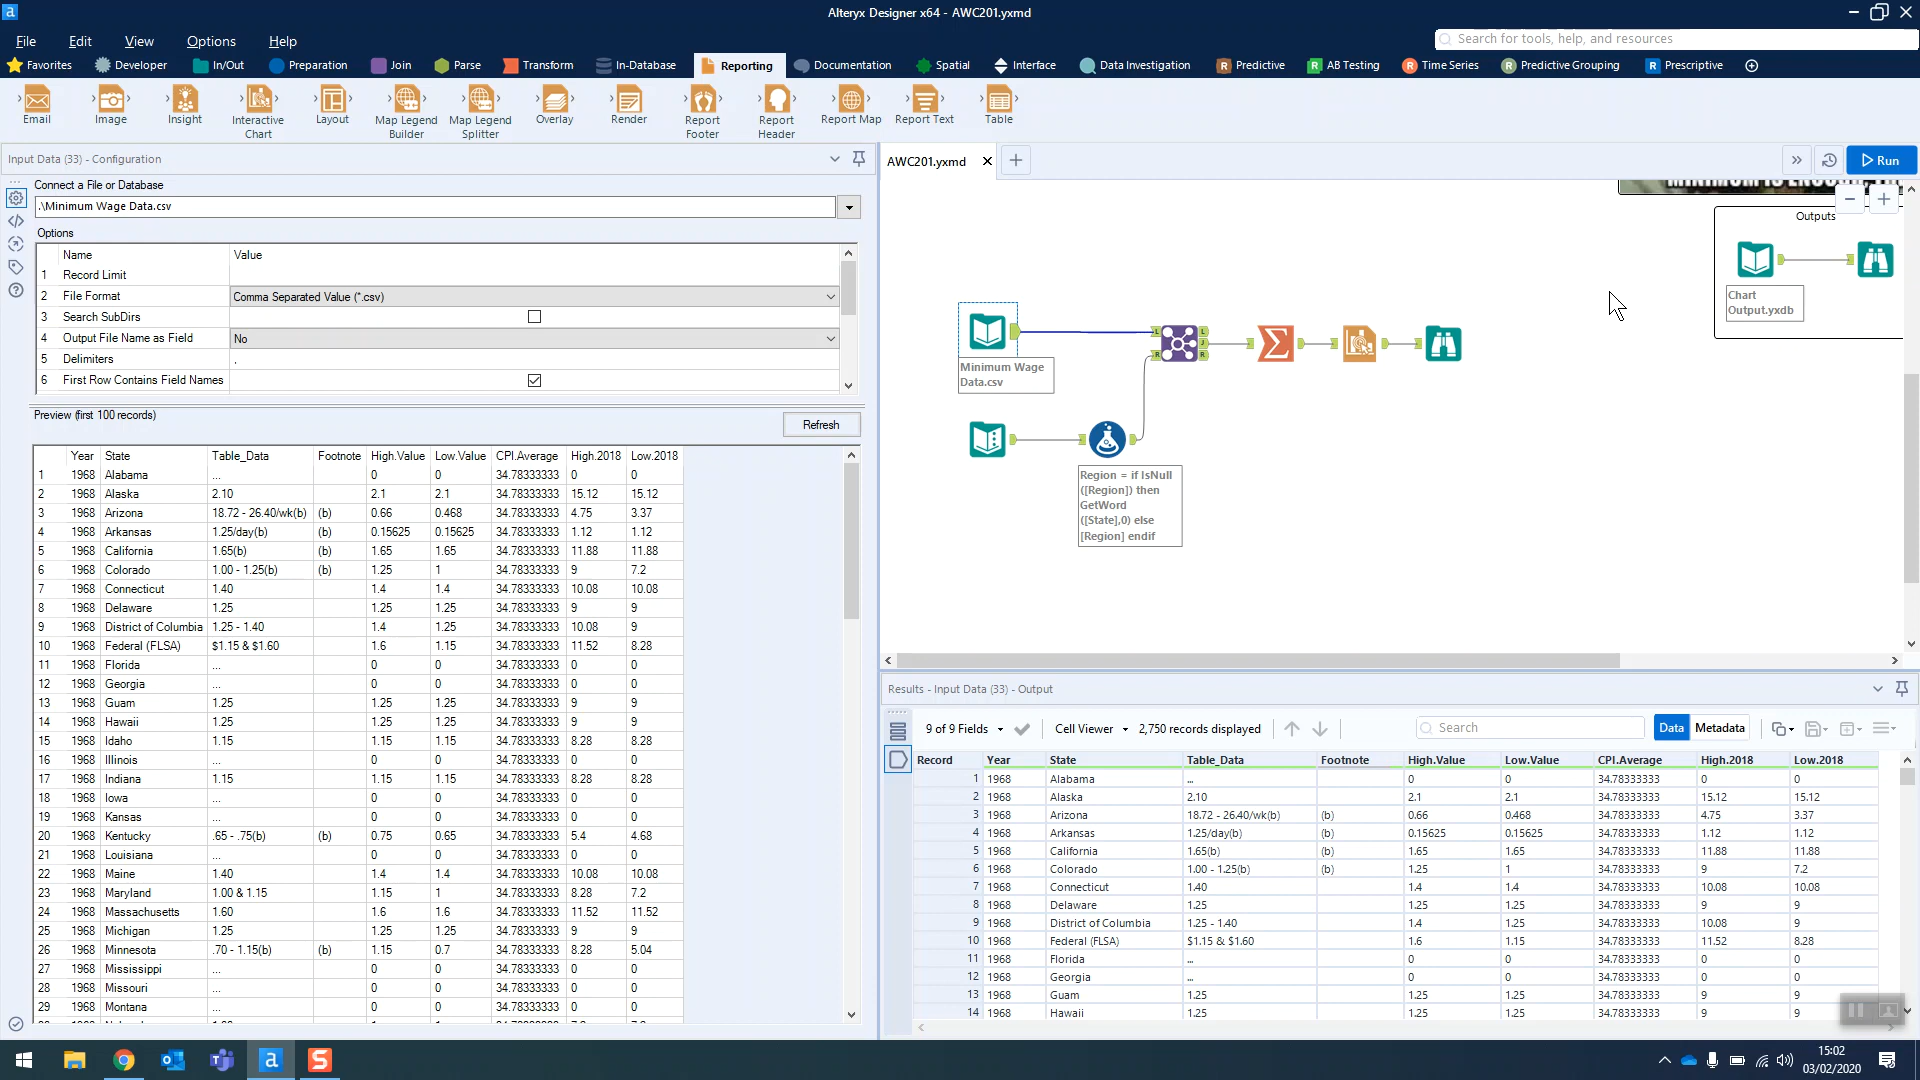 Alteryx Designer x64 - AWC201.yxmd
File Edit View Options Help
Search for tools, help, and resources
Favorites Developer In/Out Preparation Join Parse Transform In-Database Reporting Documentation Spatial Interface Data Investigation Predictive AB Testing Time Series Predictive Grouping Prescriptive
Email Image Insight Interactive Chart Layout Map Legend Builder Map Legend Splitter Overlay Render Report Footer Report Header Report Map Report Text Table
Input Data (33) - Configuration
Connect a File or Database
.\Minimum Wage Data.csv
Options
Name Value
1 Record Limit
2 File Format Comma Separated Value (*.csv)
3 Search SubDirs
4 Output File Name as Field No
5 Delimiters ,
6 First Row Contains Field Names
Preview (first 100 records)
Refresh
Year State Table_Data Footnote High.Value Low.Value CPI.Average High.2018 Low.2018
1 1968 Alabama ... 0 0 34.78333333 0 0
2 1968 Alaska 2.10 2.1 2.1 34.78333333 15.12 15.12
3 1968 Arizona 18.72 - 26.40/wk(b) (b) 0.66 0.468 34.78333333 4.75 3.37
4 1968 Arkansas 1.25/day(b) (b) 0.15625 0.15625 34.78333333 1.12 1.12
5 1968 California 1.65(b) (b) 1.65 1.65 34.78333333 11.88 11.88
6 1968 Colorado 1.00 - 1.25(b) (b) 1.25 1 34.78333333 9 7.2
7 1968 Connecticut 1.40 1.4 1.4 34.78333333 10.08 10.08
8 1968 Delaware 1.25 1.25 1.25 34.78333333 9 9
9 1968 District of Columbia 1.25 - 1.40 1.4 1.25 34.78333333 10.08 9
10 1968 Federal (FLSA) $1.15 & $1.60 1.6 1.15 34.78333333 11.52 8.28
11 1968 Florida ... 0 0 34.78333333 0 0
12 1968 Georgia ... 0 0 34.78333333 0 0
13 1968 Guam 1.25 1.25 1.25 34.78333333 9 9
14 1968 Hawaii 1.25 1.25 1.25 34.78333333 9 9
15 1968 Idaho 1.15 1.15 1.15 34.78333333 8.28 8.28
16 1968 Illinois ... 0 0 34.78333333 0 0
17 1968 Indiana 1.15 1.15 1.15 34.78333333 8.28 8.28
18 1968 Iowa ... 0 0 34.78333333 0 0
19 1968 Kansas ... 0 0 34.78333333 0 0
20 1968 Kentucky .65 - .75(b) (b) 0.75 0.65 34.78333333 5.4 4.68
21 1968 Louisiana ... 0 0 34.78333333 0 0
22 1968 Maine 1.40 1.4 1.4 34.78333333 10.08 10.08
23 1968 Maryland 1.00 & 1.15 1.15 1 34.78333333 8.28 7.2
24 1968 Massachusetts 1.60 1.6 1.6 34.78333333 11.52 11.52
25 1968 Michigan 1.25 1.25 1.25 34.78333333 9 9
26 1968 Minnesota .70 - 1.15(b) (b) 1.15 0.7 34.78333333 8.28 5.04
27 1968 Mississippi ... 0 0 34.78333333 0 0
28 1968 Missouri ... 0 0 34.78333333 0 0
29 1968 Montana ... 0 0 34.78333333 0 0
AWC201.yxmd
Run
Outputs
Chart
Output.yxdb
L L
J
R R
Minimum Wage
Data.csv
Region = if IsNull
([Region]) then
GetWord
([State],0) else
[Region] endif
Results - Input Data (33) - Output
9 of 9 Fields Cell Viewer 2,750 records displayed Search Data Metadata
Record Year State Table_Data Footnote High.Value Low.Value CPI.Average High.2018 Low.2018
1 1968 Alabama ... 0 0 34.78333333 0 0
2 1968 Alaska 2.10 2.1 2.1 34.78333333 15.12 15.12
3 1968 Arizona 18.72 - 26.40/wk(b) (b) 0.66 0.468 34.78333333 4.75 3.37
4 1968 Arkansas 1.25/day(b) (b) 0.15625 0.15625 34.78333333 1.12 1.12
5 1968 California 1.65(b) (b) 1.65 1.65 34.78333333 11.88 11.88
6 1968 Colorado 1.00 - 1.25(b) (b) 1.25 1 34.78333333 9 7.2
7 1968 Connecticut 1.40 1.4 1.4 34.78333333 10.08 10.08
8 1968 Delaware 1.25 1.25 1.25 34.78333333 9 9
9 1968 District of Columbia 1.25 - 1.40 1.4 1.25 34.78333333 10.08 9
10 1968 Federal (FLSA) $1.15 & $1.60 1.6 1.15 34.78333333 11.52 8.28
11 1968 Florida ... 0 0 34.78333333 0 0
12 1968 Georgia ... 0 0 34.78333333 0 0
13 1968 Guam 1.25 1.25 1.25 34.78333333 9 9
14 1968 Hawaii 1.25 1.25 1.25 34.78333333 9 9
15:02
03/02/2020